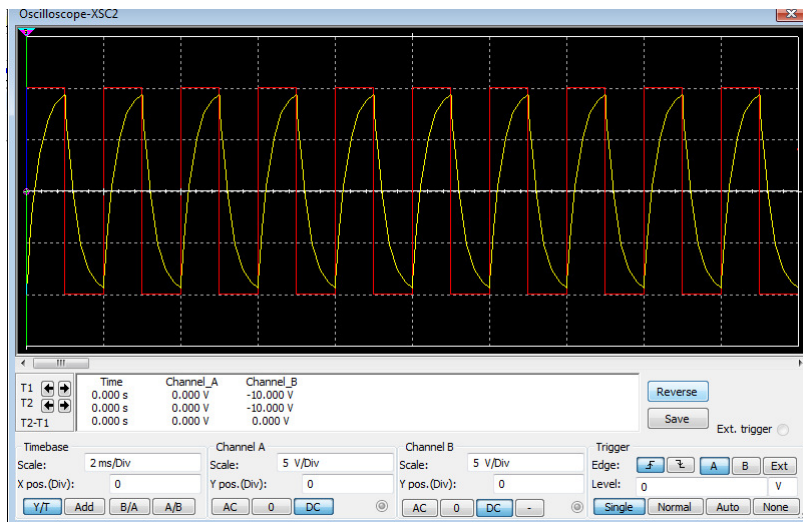 Oscilloscope-XSC2
Time Channel_A Channel_B
T1 0.000 s 0.000 V -10.000 V
T2 0.000 s 0.000 V -10.000 V
T2-T1 0.000 s 0.000 V 0.000 V
Reverse
Save
Ext. trigger
Timebase Channel A Channel B Trigger
Scale: 2 ms/Div Scale: 5 V/Div Scale: 5 V/Div Edge: A B Ext
X pos.(Div): 0 Y pos.(Div): 0 Y pos.(Div): 0 Level: 0 V
Y/T Add B/A A/B AC 0 DC AC 0 DC - Single Normal Auto None